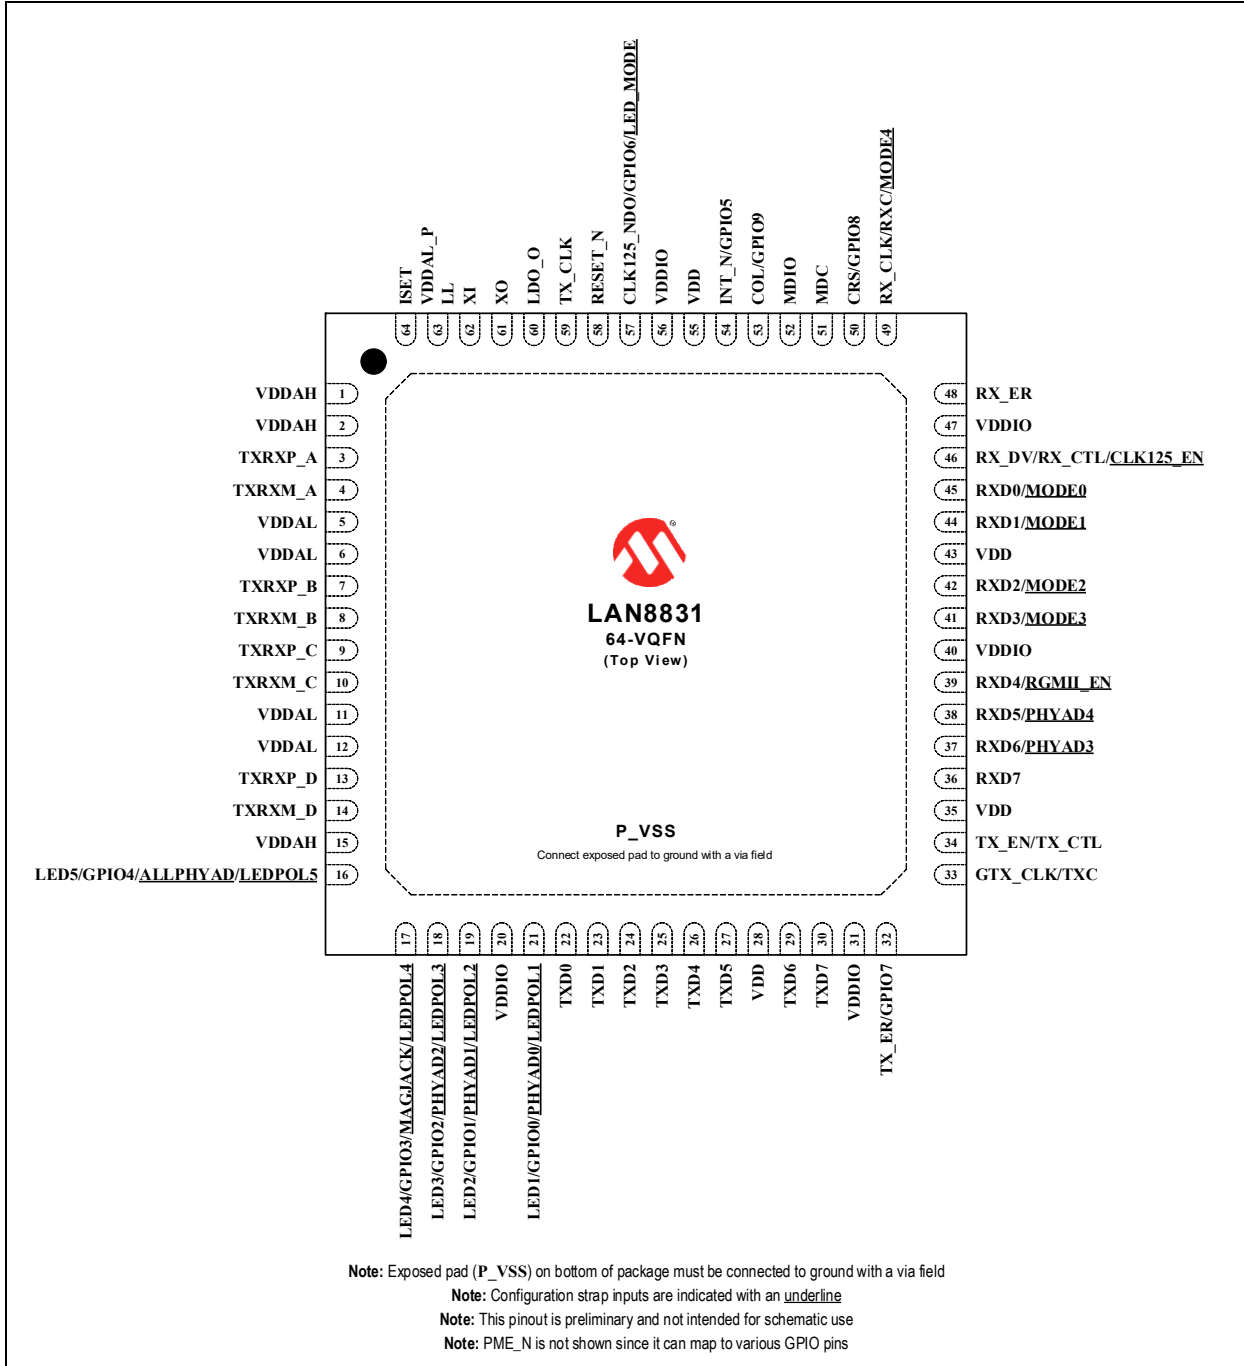 ISET
VDDAL_P
LL
XI
XO
LDO_O
TX_CLK
RESET_N
CLK125_NDO/GPIO6/LED_MODE
VDDIO
VDD
INT_N/GPIO5
COL/GPIO9
MDIO
MDC
CRS/GPIO8
RX_CLK/RXC/MODE4
64
63
62
61
60
59
58
57
56
55
54
53
52
51
50
49
VDDAH 1
VDDAH 2
TXRXP_A 3
TXRXM_A 4
VDDAL 5
VDDAL 6
TXRXP_B 7
TXRXM_B 8
TXRXP_C 9
TXRXM_C 10
VDDAL 11
VDDAL 12
TXRXP_D 13
TXRXM_D 14
VDDAH 15
LED5/GPIO4/ALLPHYAD/LEDPOL5 16
®
LAN8831
64-VQFN
(Top View)
P_VSS
Connect exposed pad to ground with a via field
48 RX_ER
47 VDDIO
46 RX_DV/RX_CTL/CLK125_EN
45 RXD0/MODE0
44 RXD1/MODE1
43 VDD
42 RXD2/MODE2
41 RXD3/MODE3
40 VDDIO
39 RXD4/RGMII_EN
38 RXD5/PHYAD4
37 RXD6/PHYAD3
36 RXD7
35 VDD
34 TX_EN/TX_CTL
33 GTX_CLK/TXC
17
18
19
20
21
22
23
24
25
26
27
28
29
30
31
32
LED4/GPIO3/MAGJACK/LEDPOL4
LED3/GPIO2/PHYAD2/LEDPOL3
LED2/GPIO1/PHYAD1/LEDPOL2
VDDIO
LED1/GPIO0/PHYAD0/LEDPOL1
TXD0
TXD1
TXD2
TXD3
TXD4
TXD5
VDD
TXD6
TXD7
VDDIO
TX_ER/GPIO7
Note: Exposed pad (P_VSS) on bottom of package must be connected to ground with a via field
Note: Configuration strap inputs are indicated with an underline
Note: This pinout is preliminary and not intended for schematic use
Note: PME_N is not shown since it can map to various GPIO pins